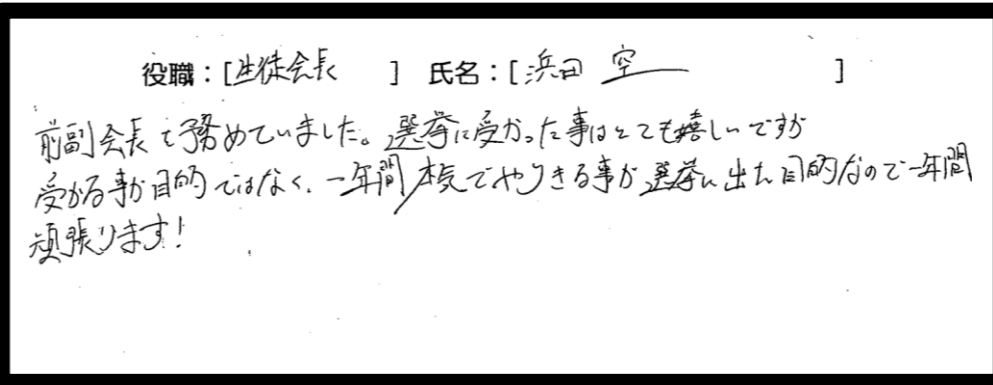 役職：[生徒会長] 氏名：[浜田 空]
前副会長を務めていました。選挙に受かった事はとても嬉しいですが
受かる事が目的ではなく、一年間本気でやりきる事が選挙に出た目的なので一年間
頑張ります！